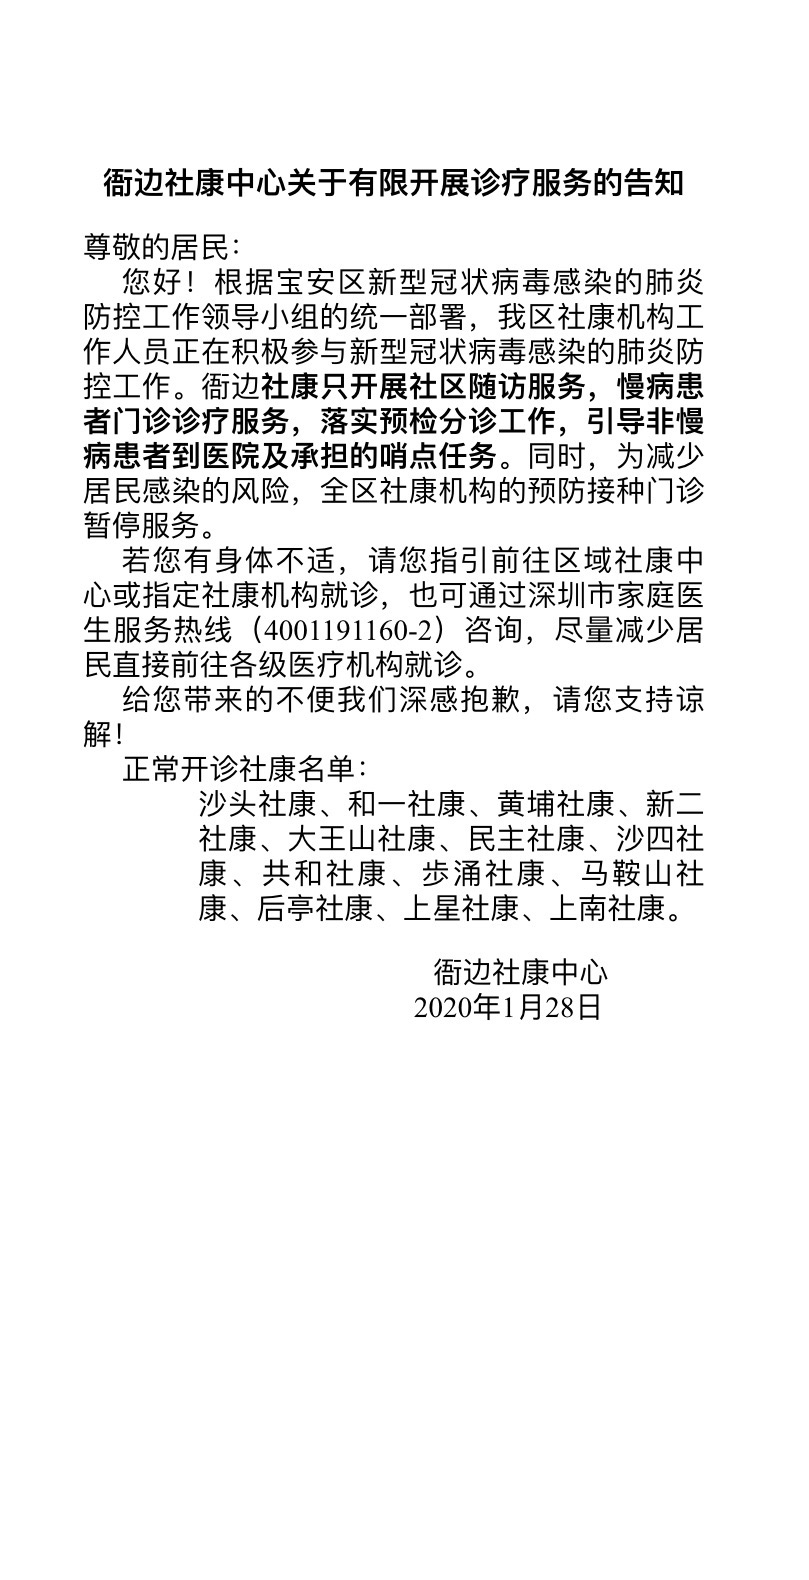 衙边社康中心关于有限开展诊疗服务的告知
尊敬的居民：
您好！根据宝安区新型冠状病毒感染的肺炎
防控工作领导小组的统一部署，我区社康机构工
作人员正在积极参与新型冠状病毒感染的肺炎防
控工作。衙边社康只开展社区随访服务，慢病患
者门诊诊疗服务，落实预检分诊工作，引导非慢
病患者到医院及承担的哨点任务。同时，为减少
居民感染的风险，全区社康机构的预防接种门诊
暂停服务。
若您有身体不适，请您指引前往区域社康中
心或指定社康机构就诊，也可通过深圳市家庭医
生服务热线（4001191160-2）咨询，尽量减少居
民直接前往各级医疗机构就诊。
给您带来的不便我们深感抱歉，请您支持谅
解！
正常开诊社康名单：
沙头社康、和一社康、黄埔社康、新二
社康、大王山社康、民主社康、沙四社
康、共和社康、步涌社康、马鞍山社
康、后亭社康、上星社康、上南社康。
衙边社康中心
2020年1月28日